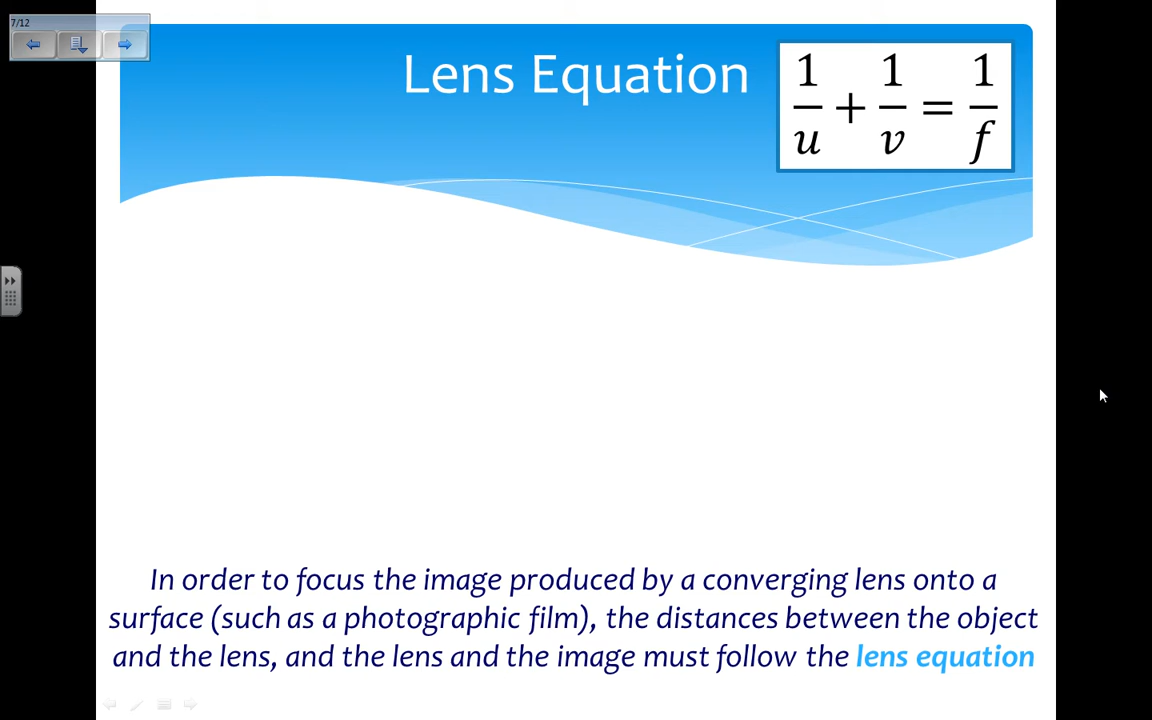 7/12
Lens Equation
1/u + 1/v = 1/f
In order to focus the image produced by a converging lens onto a
surface (such as a photographic film), the distances between the object
and the lens, and the lens and the image must follow the lens equation